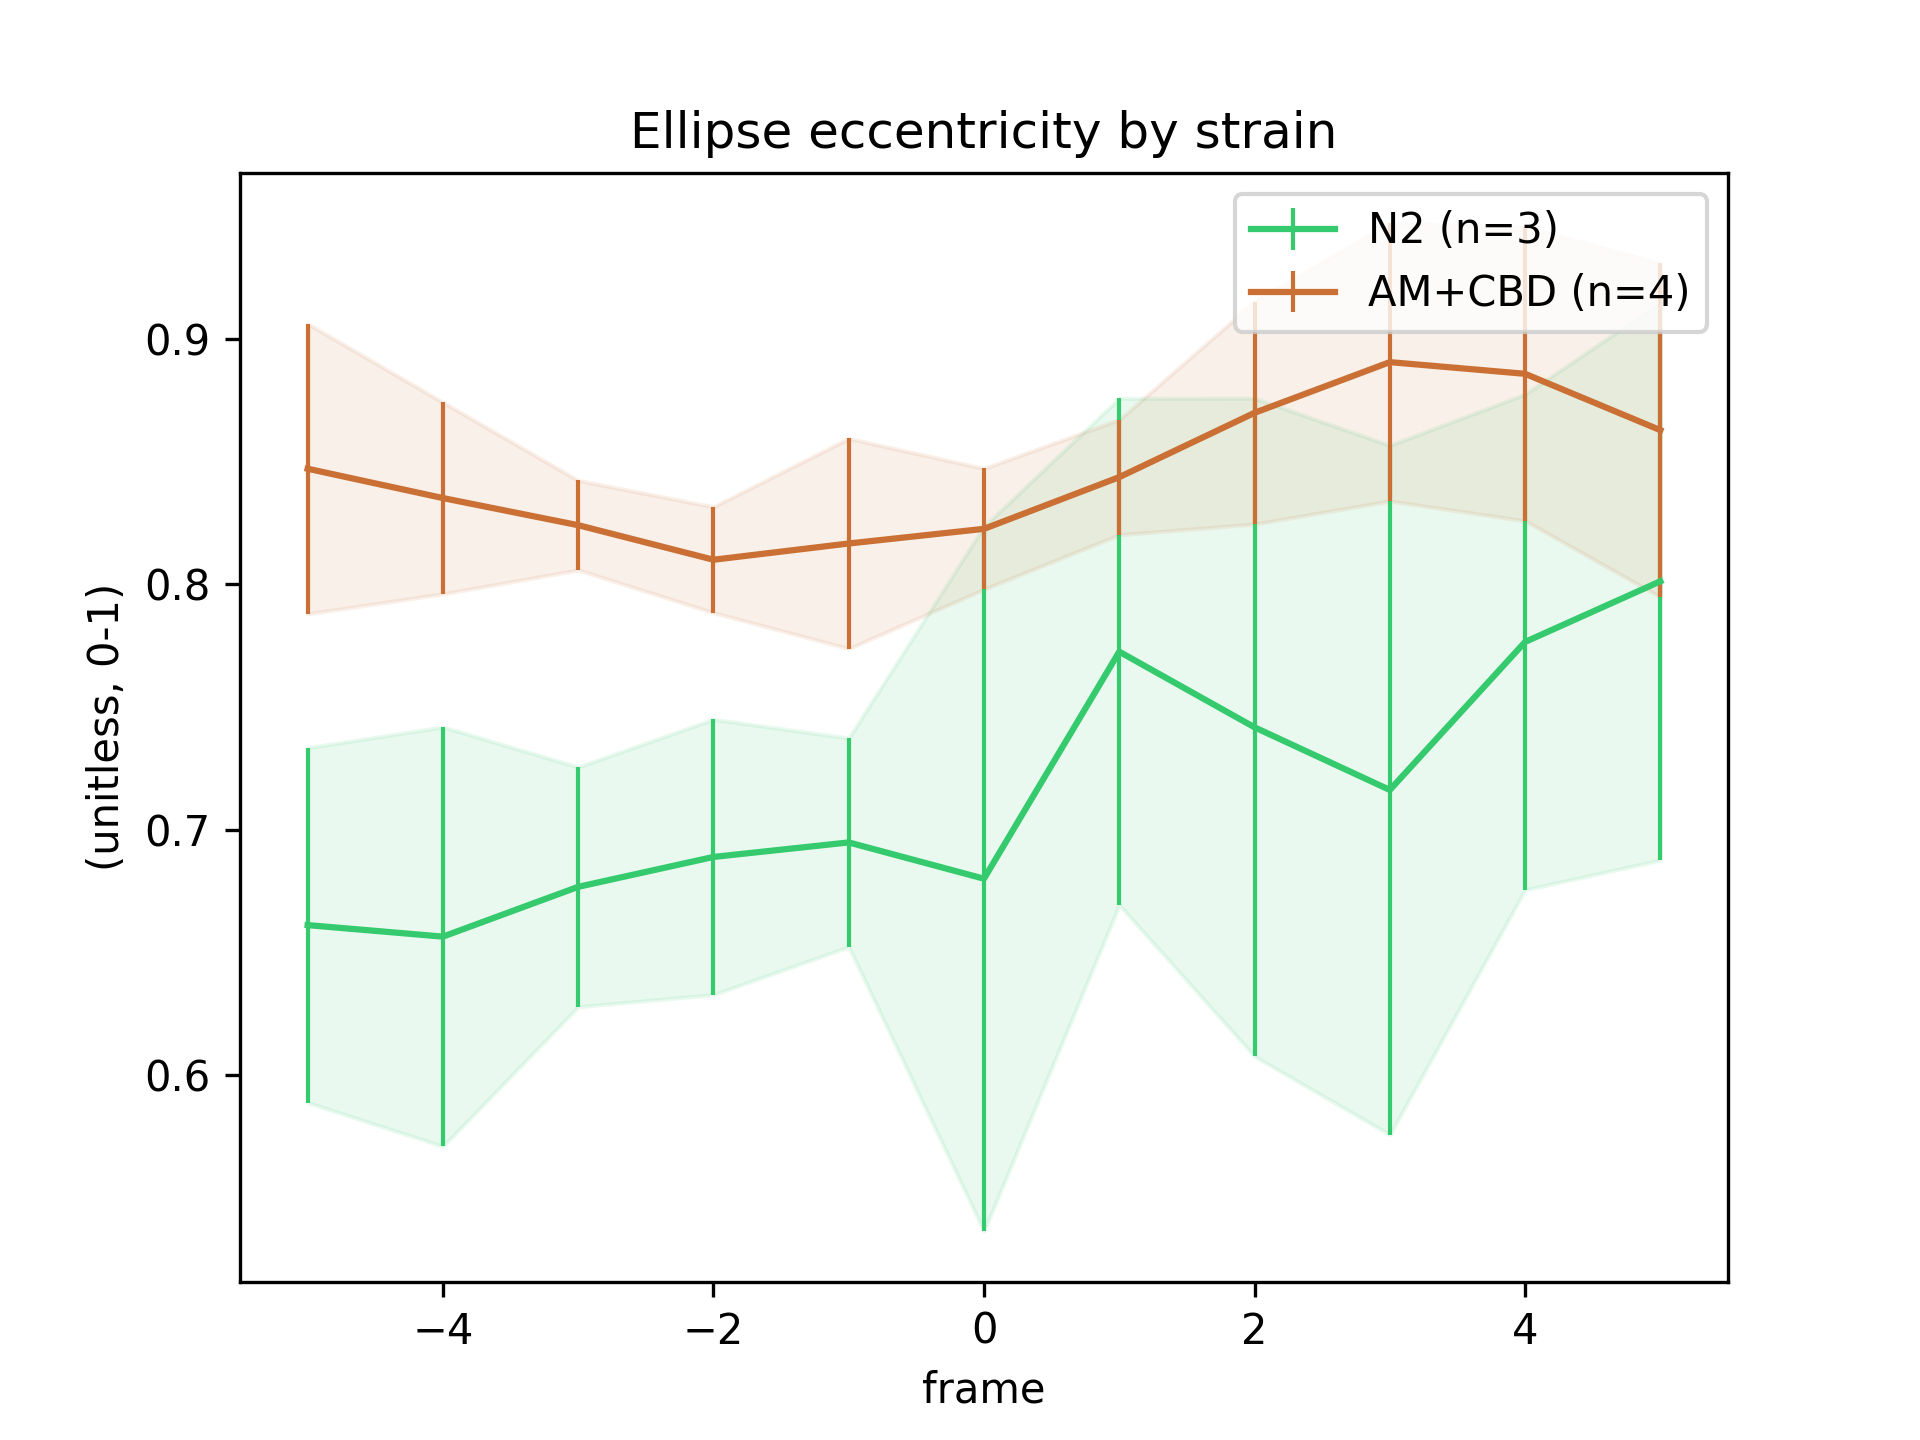 Ellipse eccentricity by strain
N2 (n=3)
AM+CBD (n=4)
(unitless, 0-1)
0.9
0.8
0.7
0.6
−4
−2
0
2
4
frame